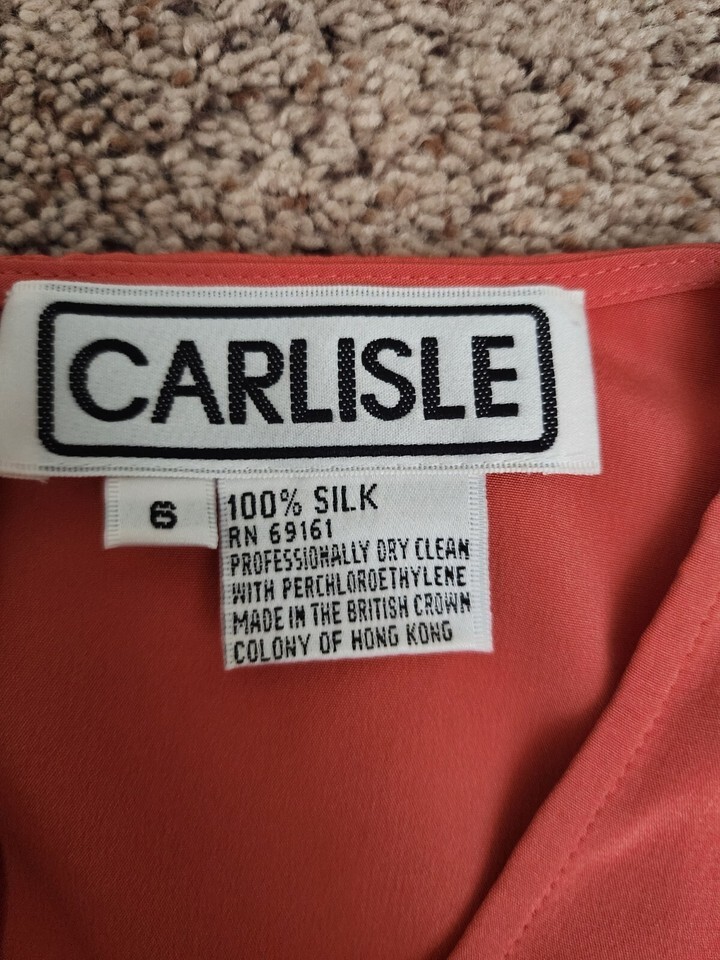 CARLISLE
6
100% SILK
RN 69161
PROFESSIONALLY DRY CLEAN
WITH PERCHLOROETHYLENE
MADE IN THE BRITISH CROWN
COLONY OF HONG KONG